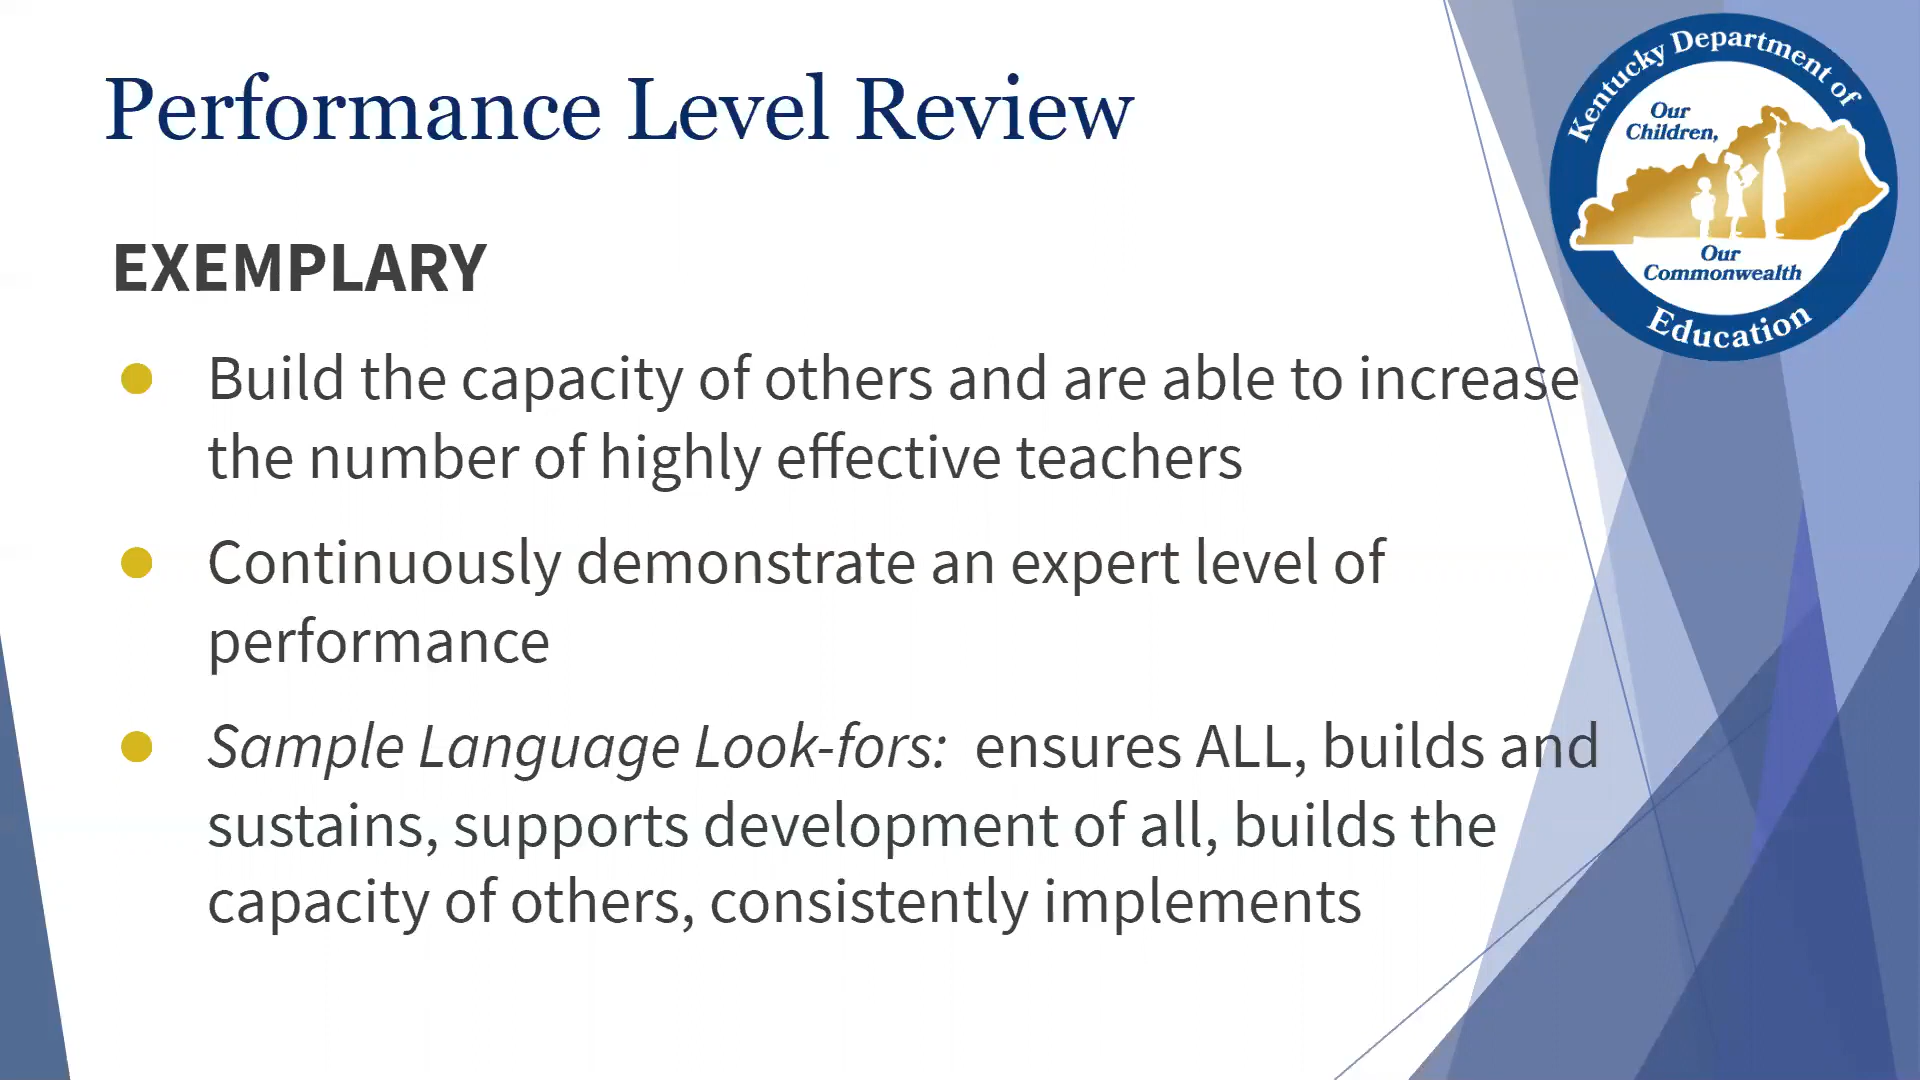 Performance Level Review
Kentucky Department of
Our
Children,
Our
Commonwealth
Education
EXEMPLARY
Build the capacity of others and are able to increase
the number of highly effective teachers
Continuously demonstrate an expert level of
performance
Sample Language Look-fors: ensures ALL, builds and
sustains, supports development of all, builds the
capacity of others, consistently implements